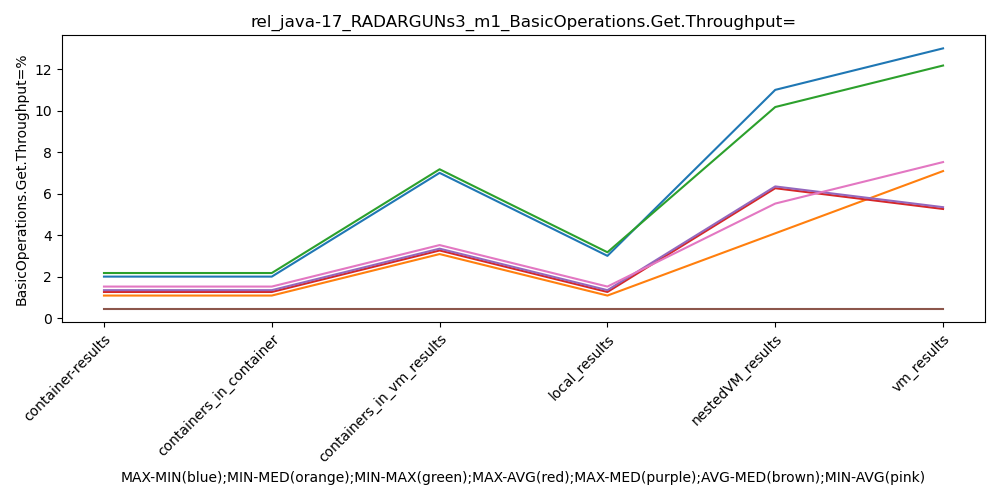 rel_java-17_RADARGUNs3_m1_BasicOperations.Get.Throughput=
BasicOperations.Get.Throughput=%
12
10
8
6
4
2
0
container-results
containers_in_container
containers_in_vm_results
local_results
nestedVM_results
vm_results
MAX-MIN(blue);MIN-MED(orange);MIN-MAX(green);MAX-AVG(red);MAX-MED(purple);AVG-MED(brown);MIN-AVG(pink)